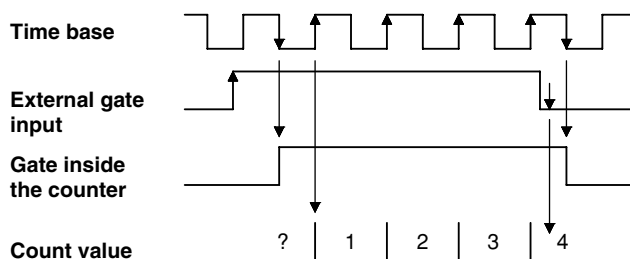 Time base
External gate
input
Gate inside
the counter
Count value
? 1 2 3 4